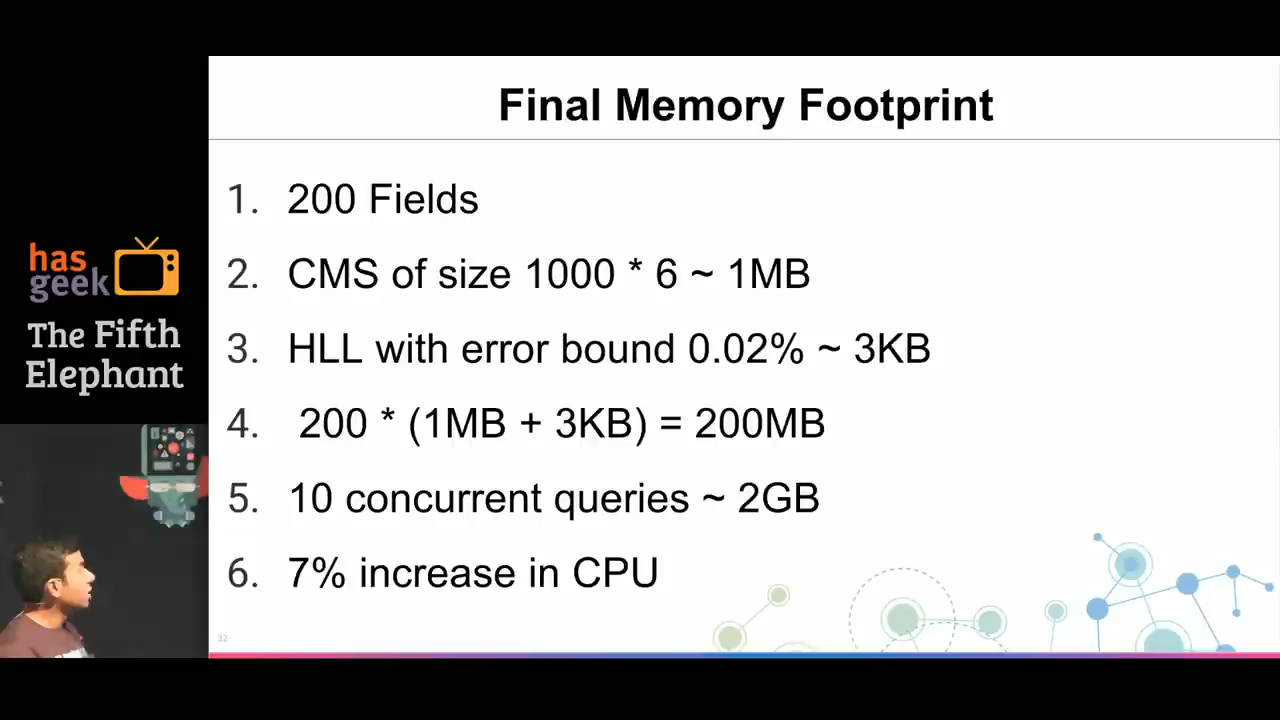 Final Memory Footprint
1. 200 Fields
2. CMS of size 1000 * 6 ~ 1MB
3. HLL with error bound 0.02% ~ 3KB
4. 200 * (1MB + 3KB) = 200MB
5. 10 concurrent queries ~ 2GB
6. 7% increase in CPU
32
has
geek
The Fifth
Elephant